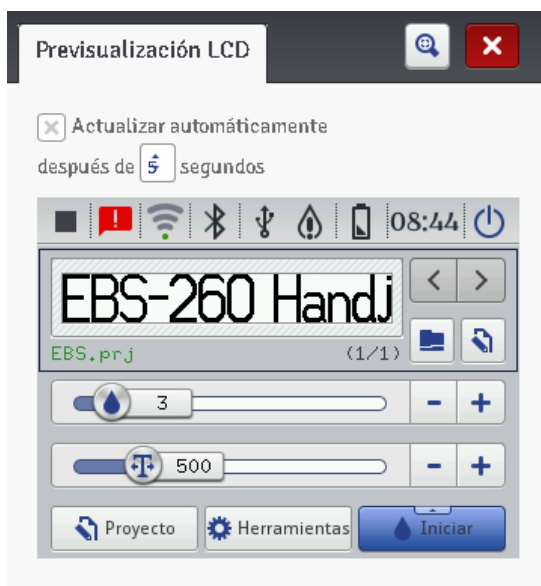 Previsualización LCD
Actualizar automáticamente
después de 5 segundos
08:44
EBS-260 Handj
EBS.prj (1/1)
3
500
Proyecto Herramientas Iniciar